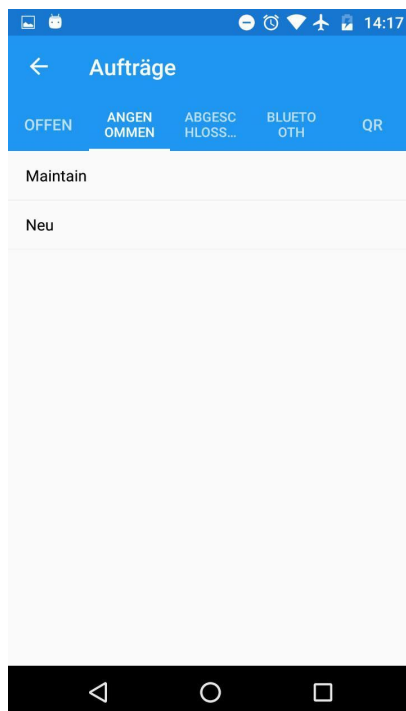 14:17
Aufträge
OFFEN
ANGEN
OMMEN
ABGESC
HLOSS...
BLUETO
OTH
QR
Maintain
Neu